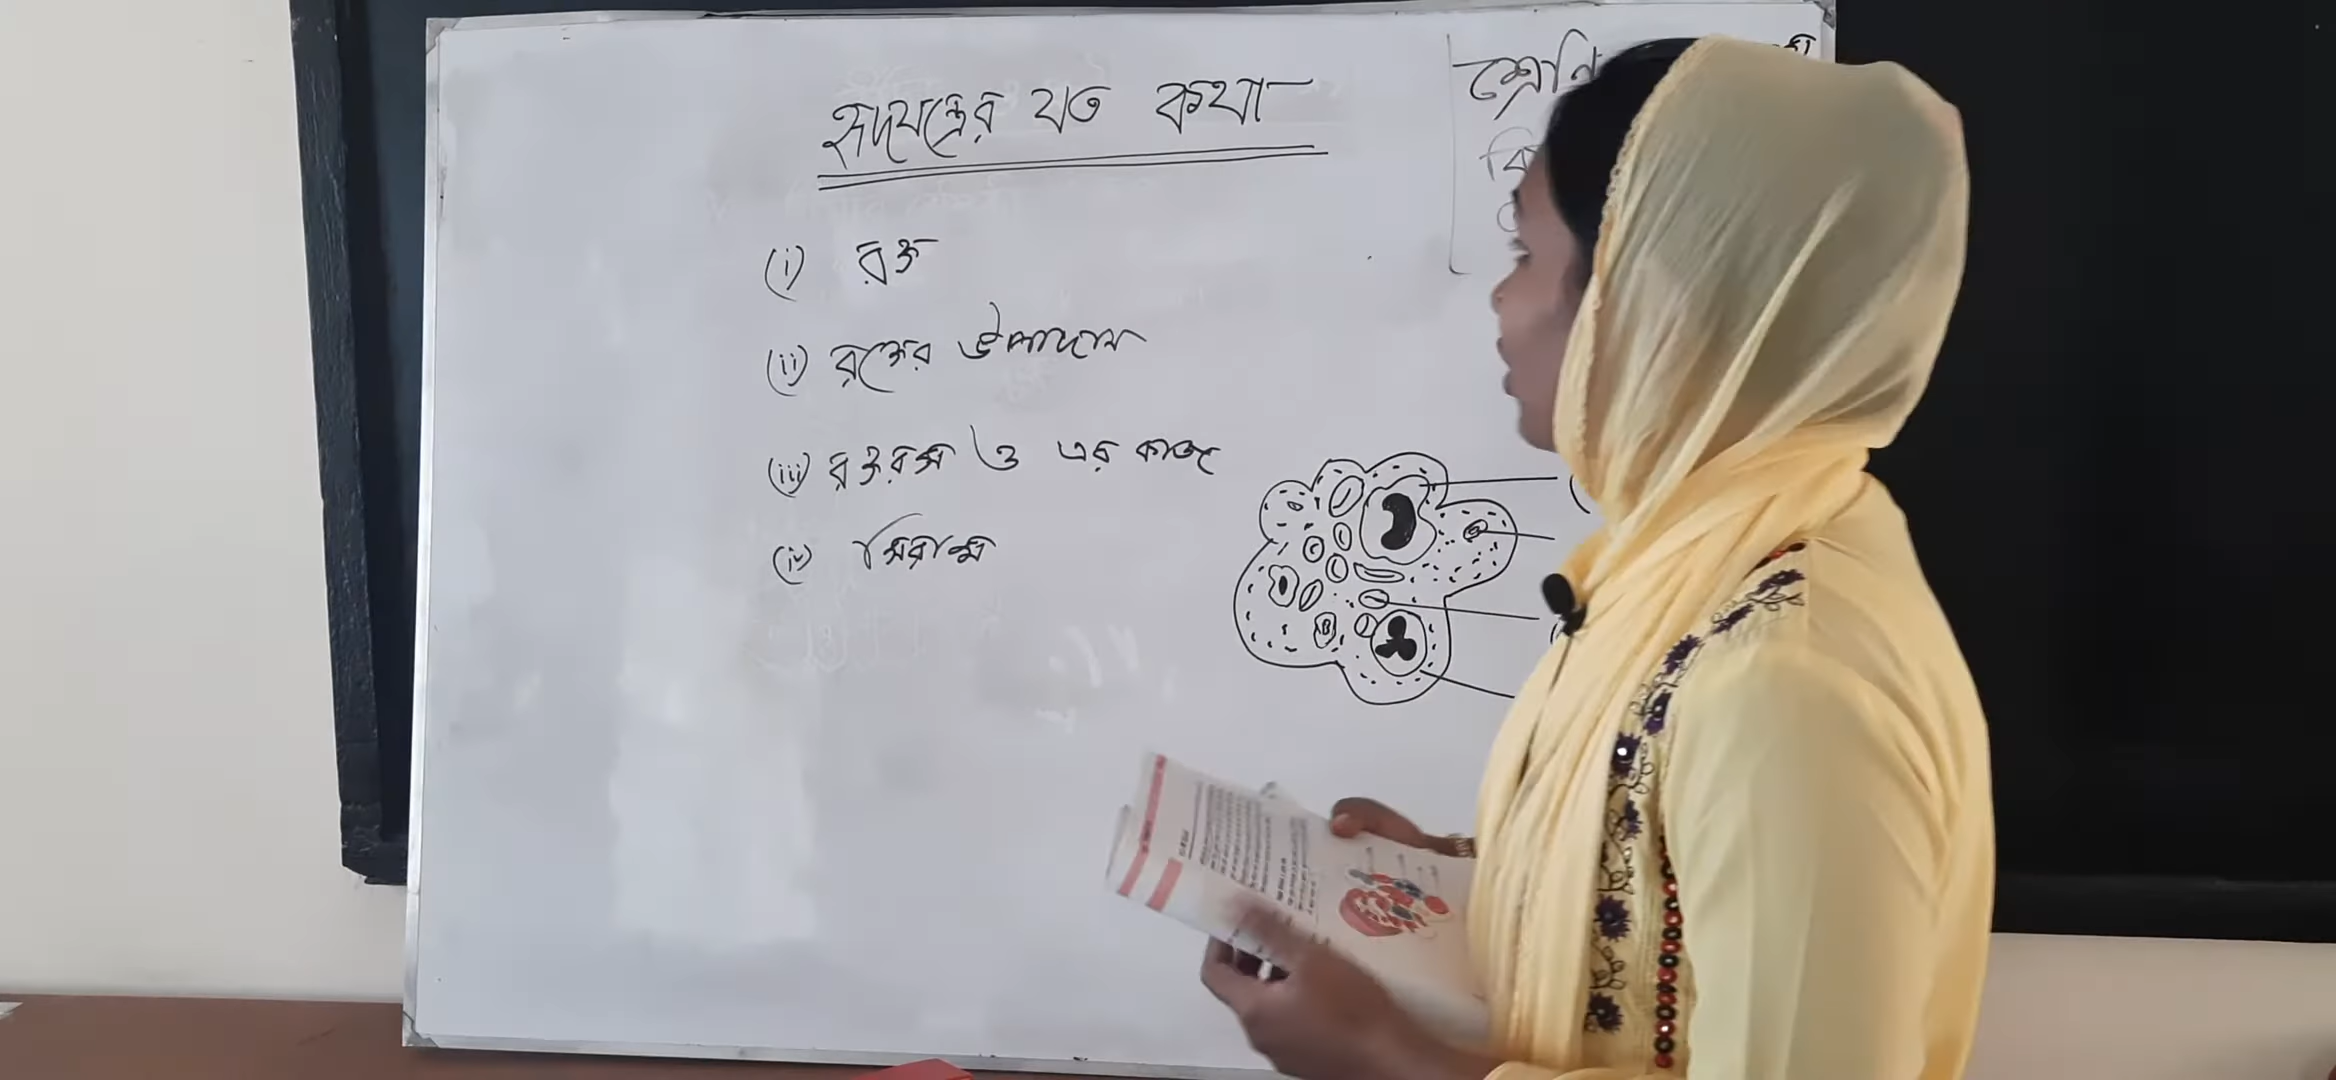 হৃদযন্ত্রের যত কথা
(i) রক্ত
(ii) রক্তের উপাদান
(iii) রক্তরস ও এর কাজ
(iv) সিরাম
শ্রেণি